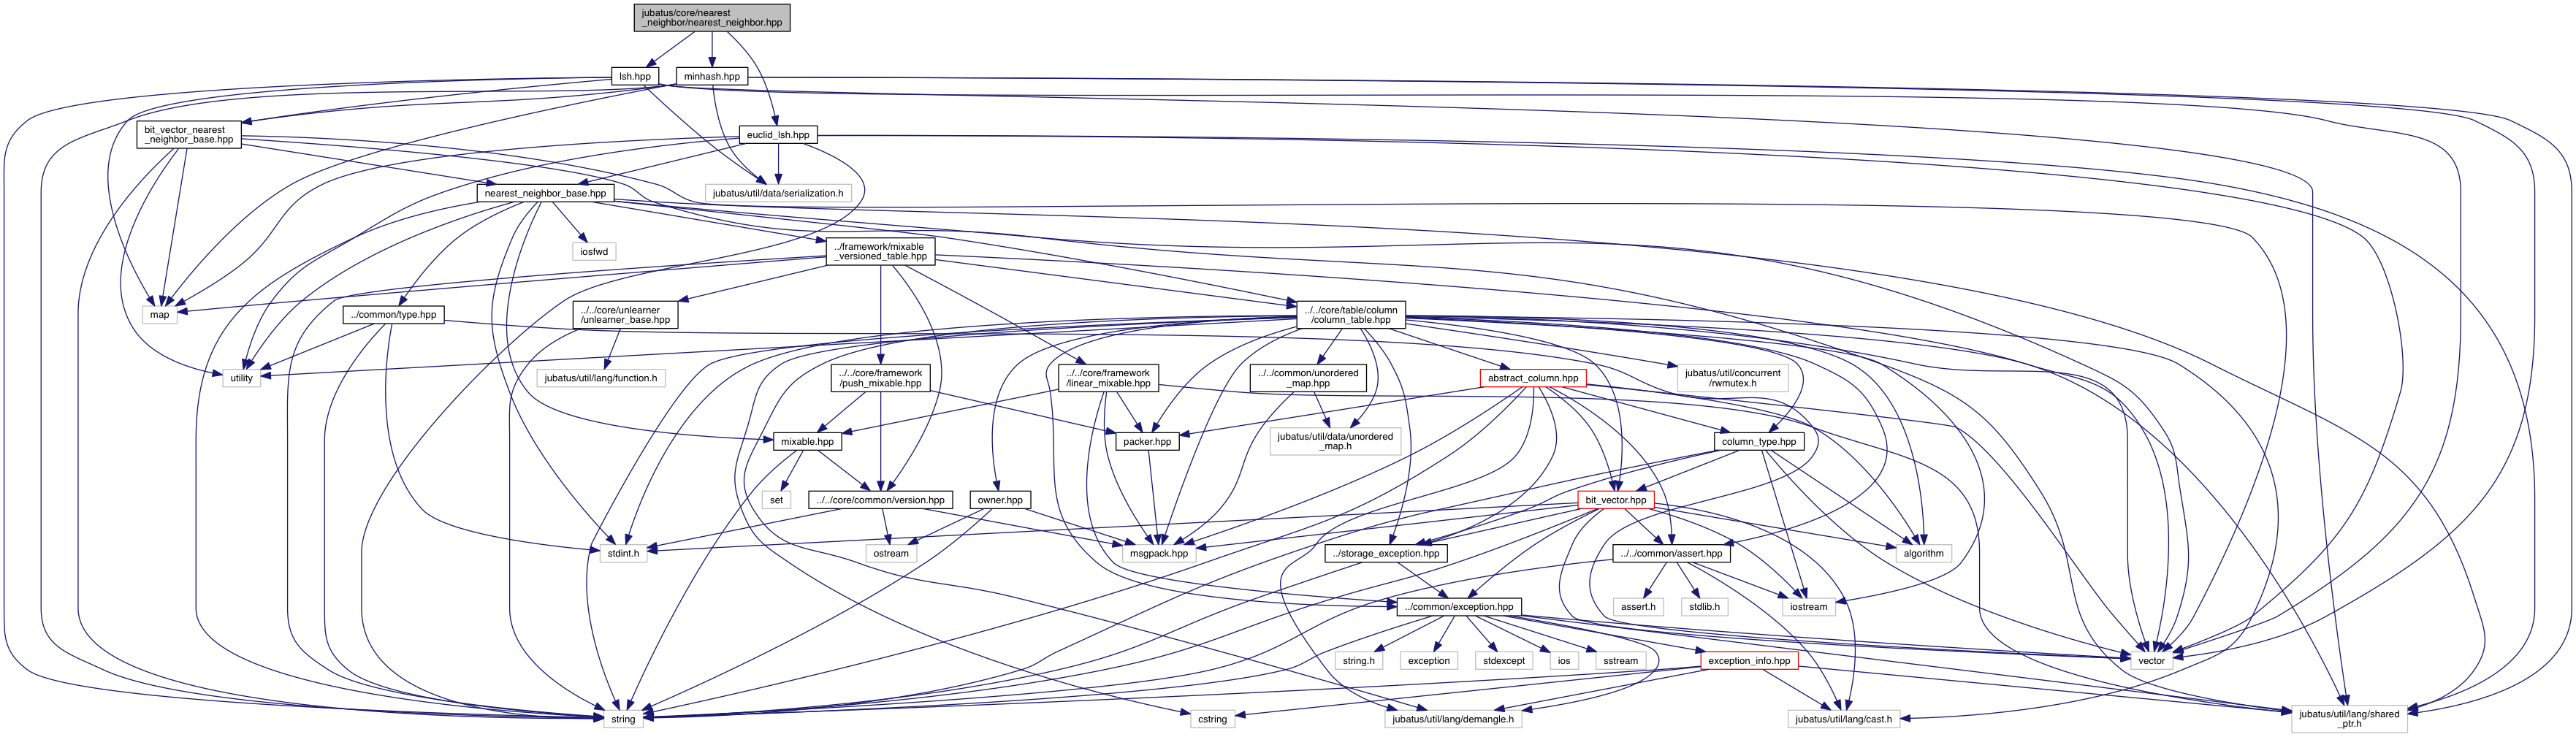 jubatus/core/nearest
_neighbor/nearest_neighbor.hpp
lsh.hpp
minhash.hpp
bit_vector_nearest
_neighbor_base.hpp
euclid_lsh.hpp
nearest_neighbor_base.hpp
jubatus/util/data/serialization.h
iosfwd
../framework/mixable
_versioned_table.hpp
map
../common/type.hpp
../../core/unlearner
/unlearner_base.hpp
../../core/table/column
/column_table.hpp
utility
jubatus/util/lang/function.h
../../core/framework
/push_mixable.hpp
../../core/framework
/linear_mixable.hpp
../../common/unordered
_map.hpp
abstract_column.hpp
jubatus/util/concurrent
/rwmutex.h
mixable.hpp
packer.hpp
jubatus/util/data/unordered
_map.h
column_type.hpp
set
../../core/common/version.hpp
owner.hpp
bit_vector.hpp
stdint.h
ostream
msgpack.hpp
../storage_exception.hpp
../../common/assert.hpp
algorithm
../common/exception.hpp
assert.h
stdlib.h
iostream
string.h
exception
stdexcept
ios
sstream
exception_info.hpp
vector
string
cstring
jubatus/util/lang/demangle.h
jubatus/util/lang/cast.h
jubatus/util/lang/shared
_ptr.h